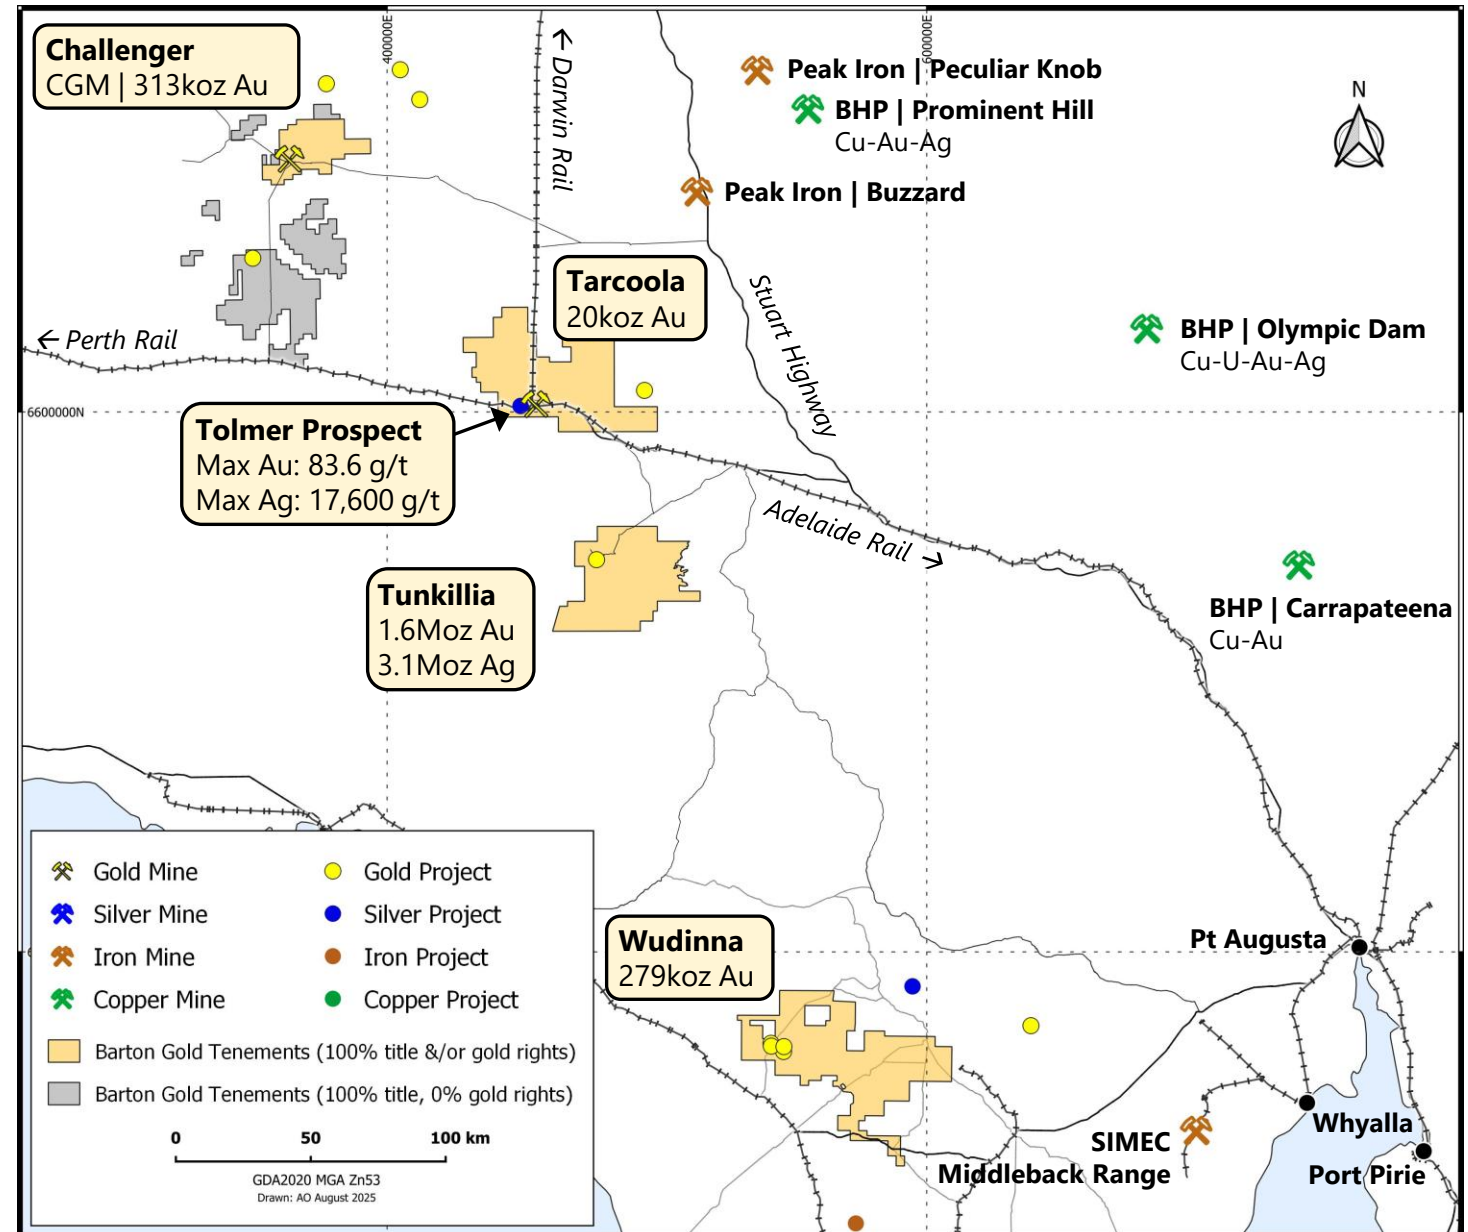 Challenger
CGM | 313koz Au
400000E
← Darwin Rail
600000E
Peak Iron | Peculiar Knob
BHP | Prominent Hill
Cu-Au-Ag
N
Peak Iron | Buzzard
Tarcoola
20koz Au
Stuart Highway
← Perth Rail
BHP | Olympic Dam
Cu-U-Au-Ag
6600000N
Tolmer Prospect
Max Au: 83.6 g/t
Max Ag: 17,600 g/t
Adelaide Rail →
Tunkillia
1.6Moz Au
3.1Moz Ag
BHP | Carrapateena
Cu-Au
Gold Mine
Gold Project
Silver Mine
Silver Project
Iron Mine
Iron Project
Copper Mine
Copper Project
Barton Gold Tenements (100% title &/or gold rights)
Barton Gold Tenements (100% title, 0% gold rights)
0 50 100 km
GDA2020 MGA Zn53
Drawn: AO August 2025
Wudinna
279koz Au
Pt Augusta
Whyalla
SIMEC
Middleback Range
Port Pirie